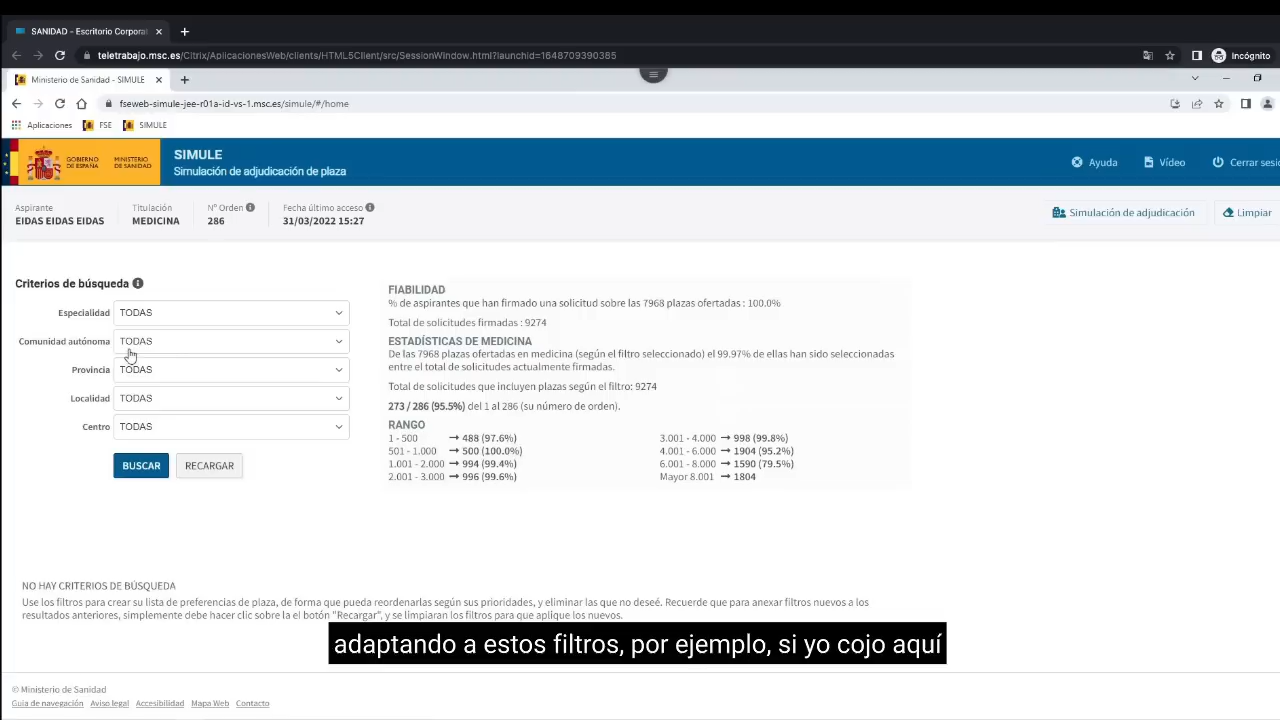 SANIDAD - Escritorio Corporat
teletrabajo.msc.es/Citrix/AplicacionesWeb/clients/HTML5Client/src/SessionWindow.html?launchid=1648709390385
Incógnito
Ministerio de Sanidad - SIMULE
fseweb-simule-jee-r01a-id-vs-1.msc.es/simule/#/home
Aplicaciones FSE SIMULE
GOBIERNO DE ESPAÑA
MINISTERIO DE SANIDAD
SIMULE
Simulación de adjudicación de plaza
Ayuda Vídeo Cerrar sesi
Aspirante Titulación Nº Orden Fecha último acceso
EIDAS EIDAS EIDAS MEDICINA 286 31/03/2022 15:27
Simulación de adjudicación Limpiar
Criterios de búsqueda
Especialidad TODAS
Comunidad autónoma TODAS
Provincia TODAS
Localidad TODAS
Centro TODAS
BUSCAR RECARGAR
FIABILIDAD
% de aspirantes que han firmado una solicitud sobre las 7968 plazas ofertadas : 100.0%
Total de solicitudes firmadas : 9274
ESTADÍSTICAS DE MEDICINA
De las 7968 plazas ofertadas en medicina (según el filtro seleccionado) el 99.97% de ellas han sido seleccionadas
entre el total de solicitudes actualmente firmadas.
Total de solicitudes que incluyen plazas según el filtro: 9274
273 / 286 (95.5%) del 1 al 286 (su número de orden).
RANGO
1 - 500 → 488 (97.6%) 3.001 - 4.000 → 998 (99.8%)
501 - 1.000 → 500 (100.0%) 4.001 - 6.000 → 1904 (95.2%)
1.001 - 2.000 → 994 (99.4%) 6.001 - 8.000 → 1590 (79.5%)
2.001 - 3.000 → 996 (99.6%) Mayor 8.001 → 1804
NO HAY CRITERIOS DE BÚSQUEDA
Use los filtros para crear su lista de preferencias de plaza, de forma que pueda reordenarlas según sus prioridades, y eliminar las que no deseé. Recuerde que para anexar filtros nuevos a los
resultados anteriores, simplemente debe hacer clic sobre la el botón "Recargar", y se limpiaran los filtros para que aplique los nuevos.
adaptando a estos filtros, por ejemplo, si yo cojo aquí
© Ministerio de Sanidad
Guia de navegación Aviso legal Accesibilidad Mapa Web Contacto